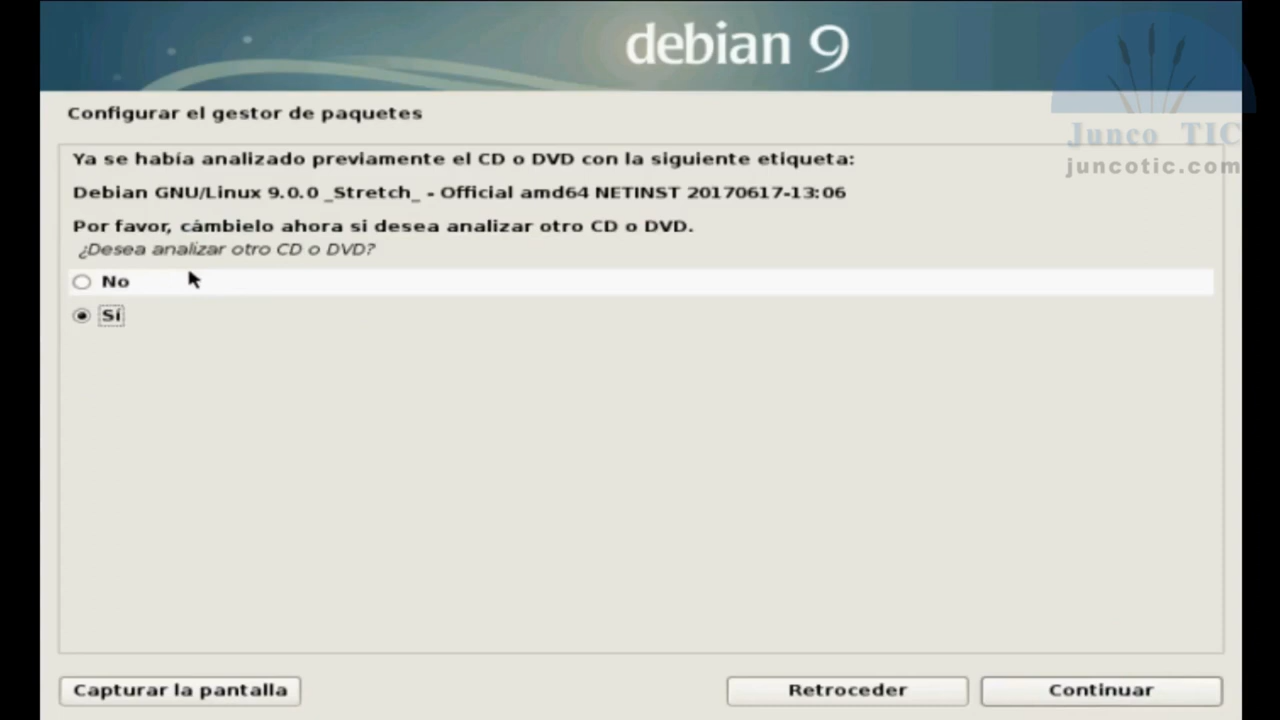 debian 9
Junco TIC
juncotic.com
Configurar el gestor de paquetes
Ya se había analizado previamente el CD o DVD con la siguiente etiqueta:
Debian GNU/Linux 9.0.0 _Stretch_ - Official amd64 NETINST 20170617-13:06
Por favor, cámbielo ahora si desea analizar otro CD o DVD.
¿Desea analizar otro CD o DVD?
No
Sí
Capturar la pantalla
Retroceder
Continuar